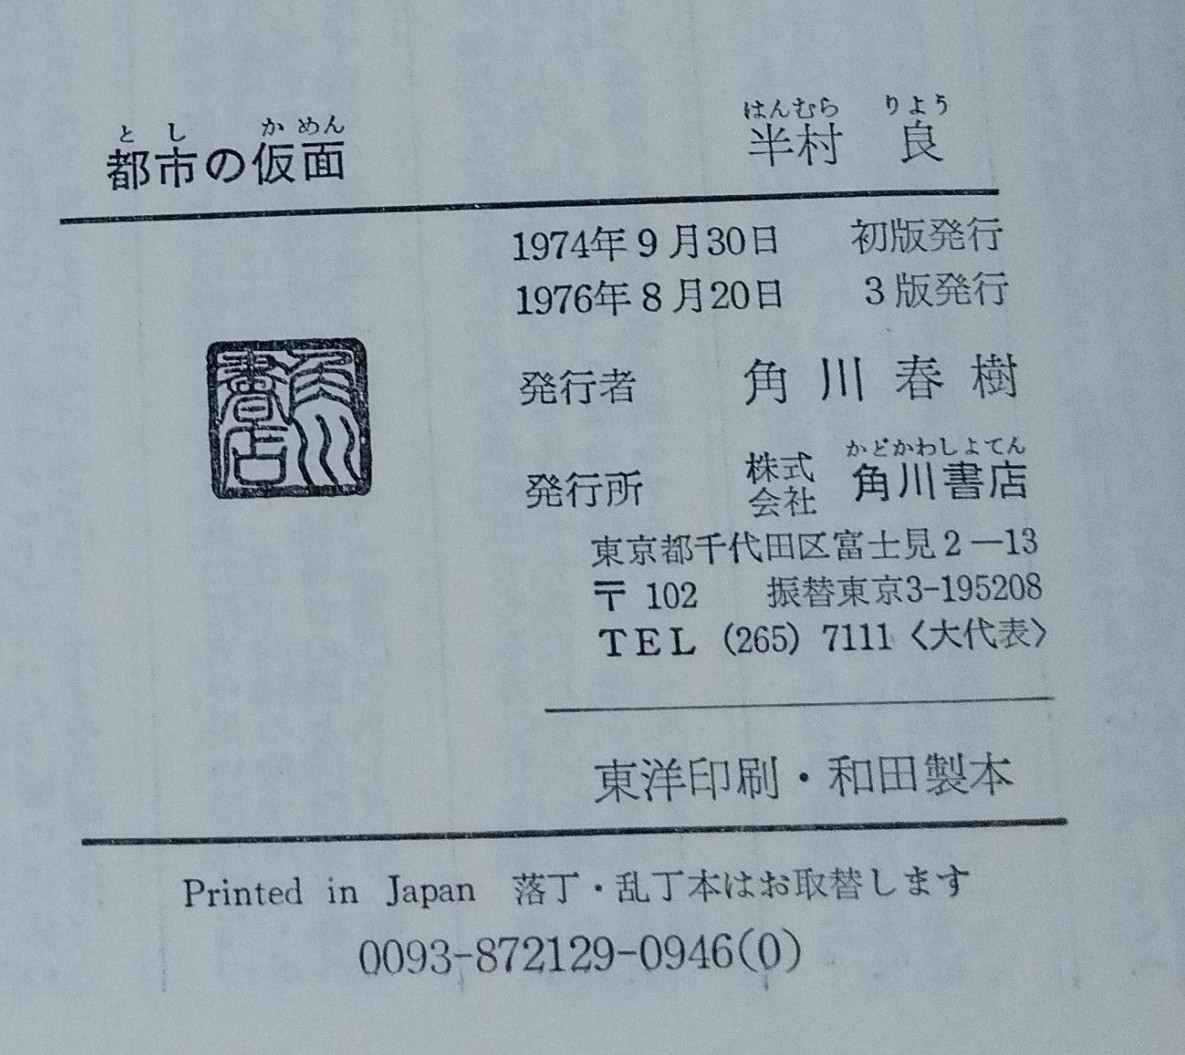 とし かめん
都市の仮面
はんむら りよう
半村 良
1974年9月30日 初版発行
1976年8月20日 3版発行
角川書店
発行者 角川春樹
かどかわしよてん
発行所 株式会社 角川書店
東京都千代田区富士見2—13
〒102 振替東京3-195208
TEL (265) 7111〈大代表〉
東洋印刷・和田製本
Printed in Japan 落丁・乱丁本はお取替します
0093-872129-0946(0)